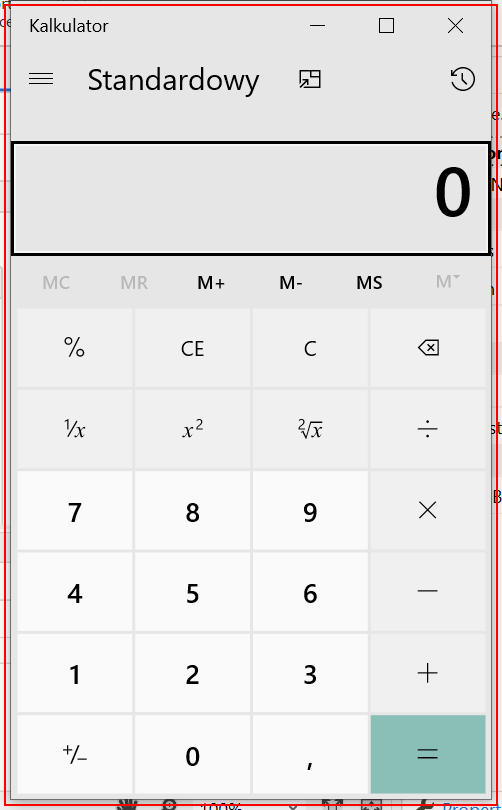 Kalkulator
Standardowy
0
MC MR M+ M- MS M˅
% CE C
¹/x x² ²√x ÷
7 8 9 ×
4 5 6 −
1 2 3 +
+/− 0 , =
100%